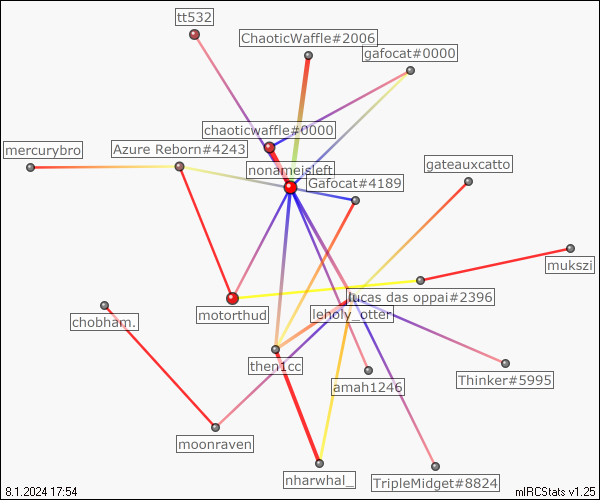 tt532
ChaoticWaffle#2006
gafocat#0000
chaoticwaffle#0000
mercurybro
Azure Reborn#4243
nonameisleft
Gafocat#4189
gateauxcatto
mukszi
lucas das oppai#2396
motorthud
leholy_otter
chobham.
then1cc
amah1246
Thinker#5995
moonraven
nharwhal_
TripleMidget#8824
8.1.2024 17:54
mIRCStats v1.25